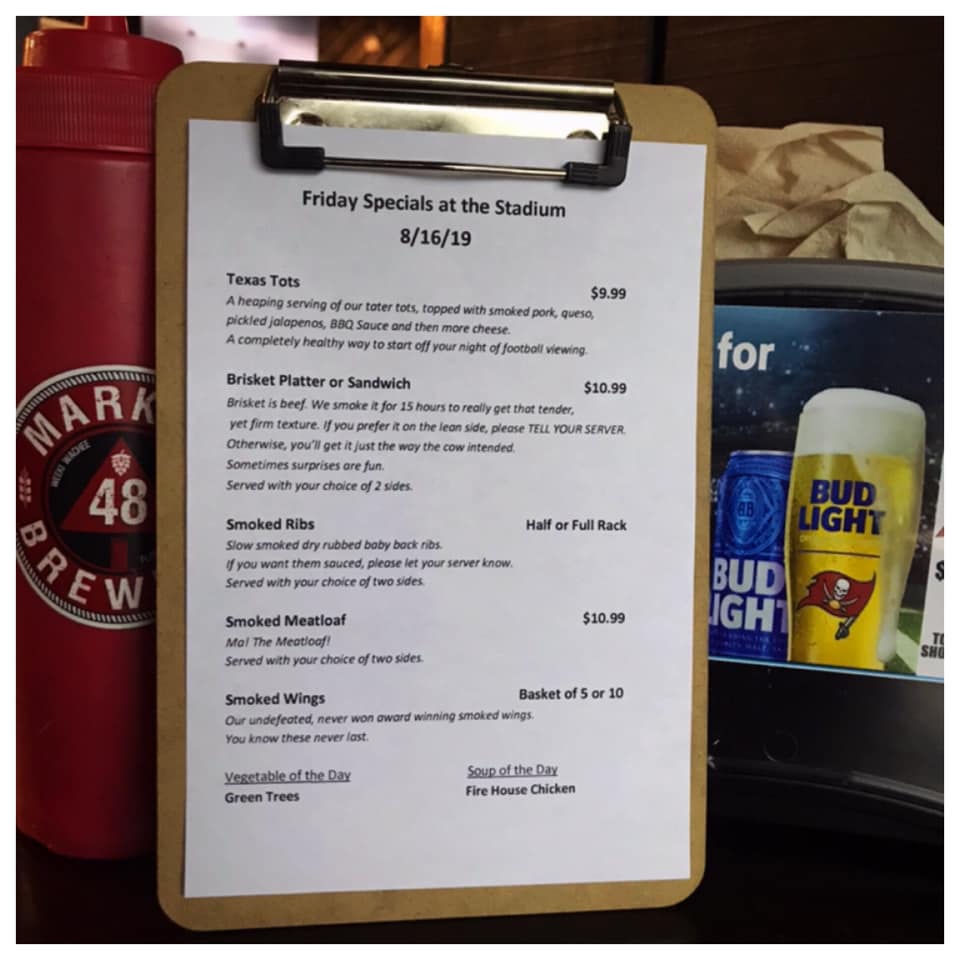 Friday Specials at the Stadium
8/16/19
Texas Tots $9.99
A heaping serving of our tater tots, topped with smoked pork, queso,
pickled jalapenos, BBQ Sauce and then more cheese.
A completely healthy way to start off your night of football viewing.
Brisket Platter or Sandwich $10.99
Brisket is beef. We smoke it for 15 hours to really get that tender,
yet firm texture. If you prefer it on the lean side, please TELL YOUR SERVER.
Otherwise, you'll get it just the way the cow intended.
Sometimes surprises are fun.
Served with your choice of 2 sides.
Smoked Ribs Half or Full Rack
Slow smoked dry rubbed baby back ribs.
If you want them sauced, please let your server know.
Served with your choice of two sides.
Smoked Meatloaf $10.99
Ma! The Meatloaf!
Served with your choice of two sides.
Smoked Wings Basket of 5 or 10
Our undefeated, never won award winning smoked wings.
You know these never last.
Vegetable of the Day Soup of the Day
Green Trees Fire House Chicken
MARK
WEEKI WACHEE
48
BREW
for
BUD
LIGHT
BUD
LIGHT
$